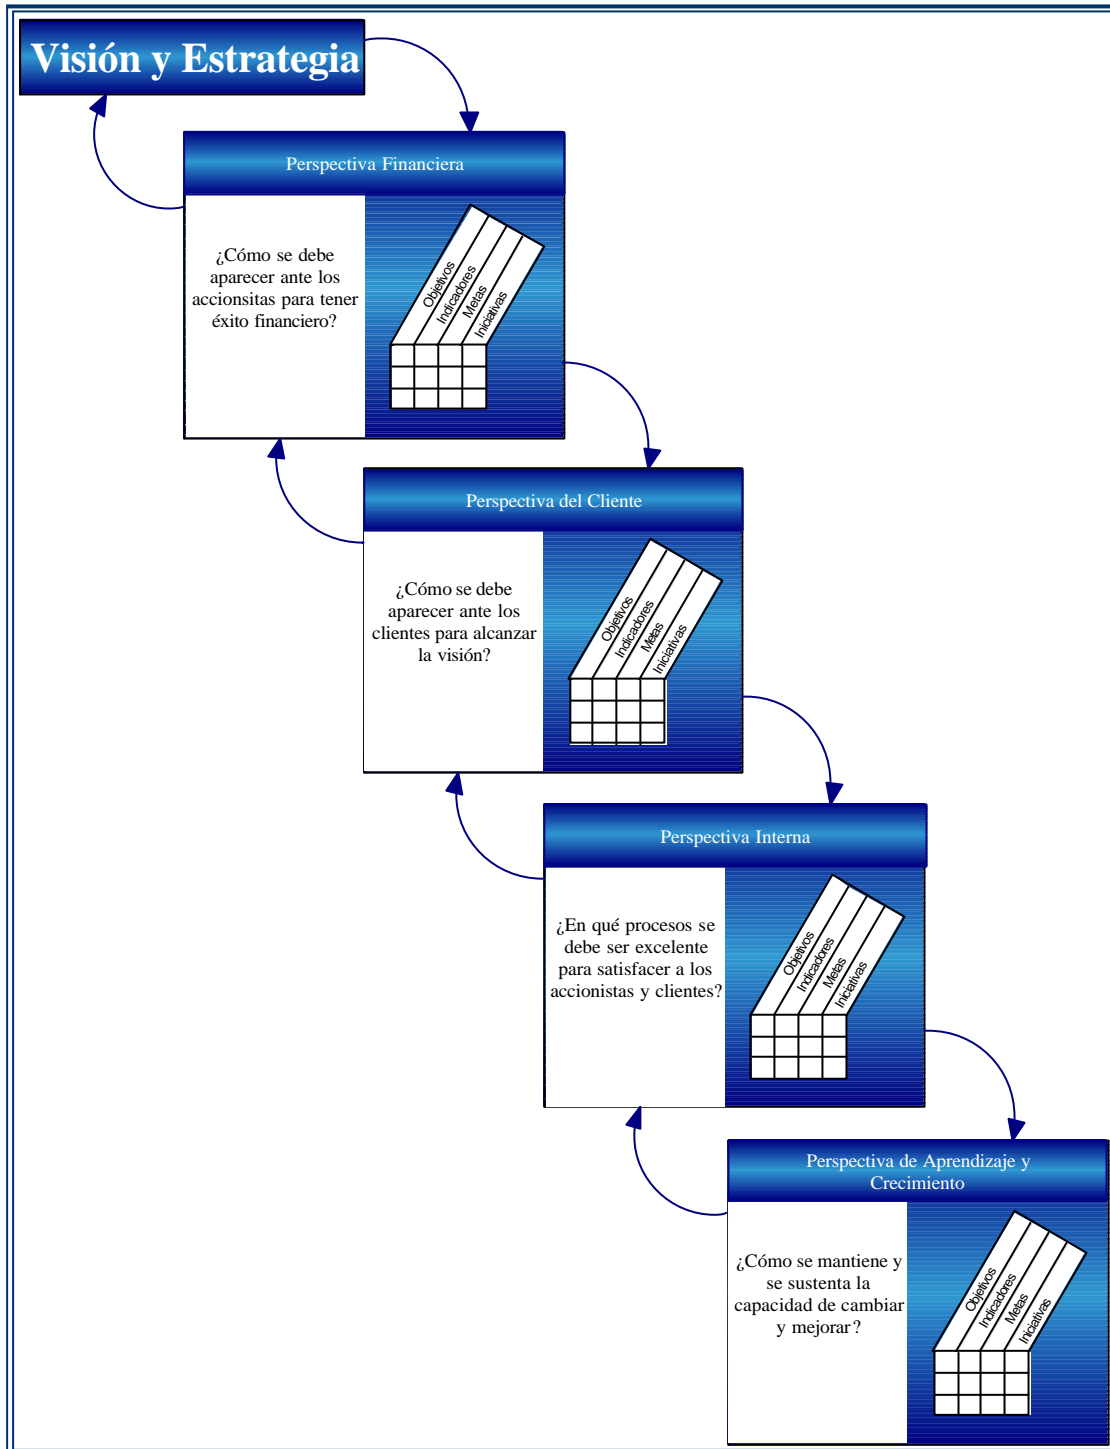 Visión y Estrategia
Perspectiva Financiera
¿Cómo se debe
aparecer ante los
accionsitas para tener
éxito financiero?
Objetivos
Indicadores
Metas
Iniciativas
Perspectiva del Cliente
¿Cómo se debe
aparecer ante los
clientes para alcanzar
la visión?
Objetivos
Indicadores
Metas
Iniciativas
Perspectiva Interna
¿En qué procesos se
debe ser excelente
para satisfacer a los
accionistas y clientes?
Objetivos
Indicadores
Metas
Iniciativas
Perspectiva de Aprendizaje y
Crecimiento
¿Cómo se mantiene y
se sustenta la
capacidad de cambiar
y mejorar?
Objetivos
Indicadores
Metas
Iniciativas